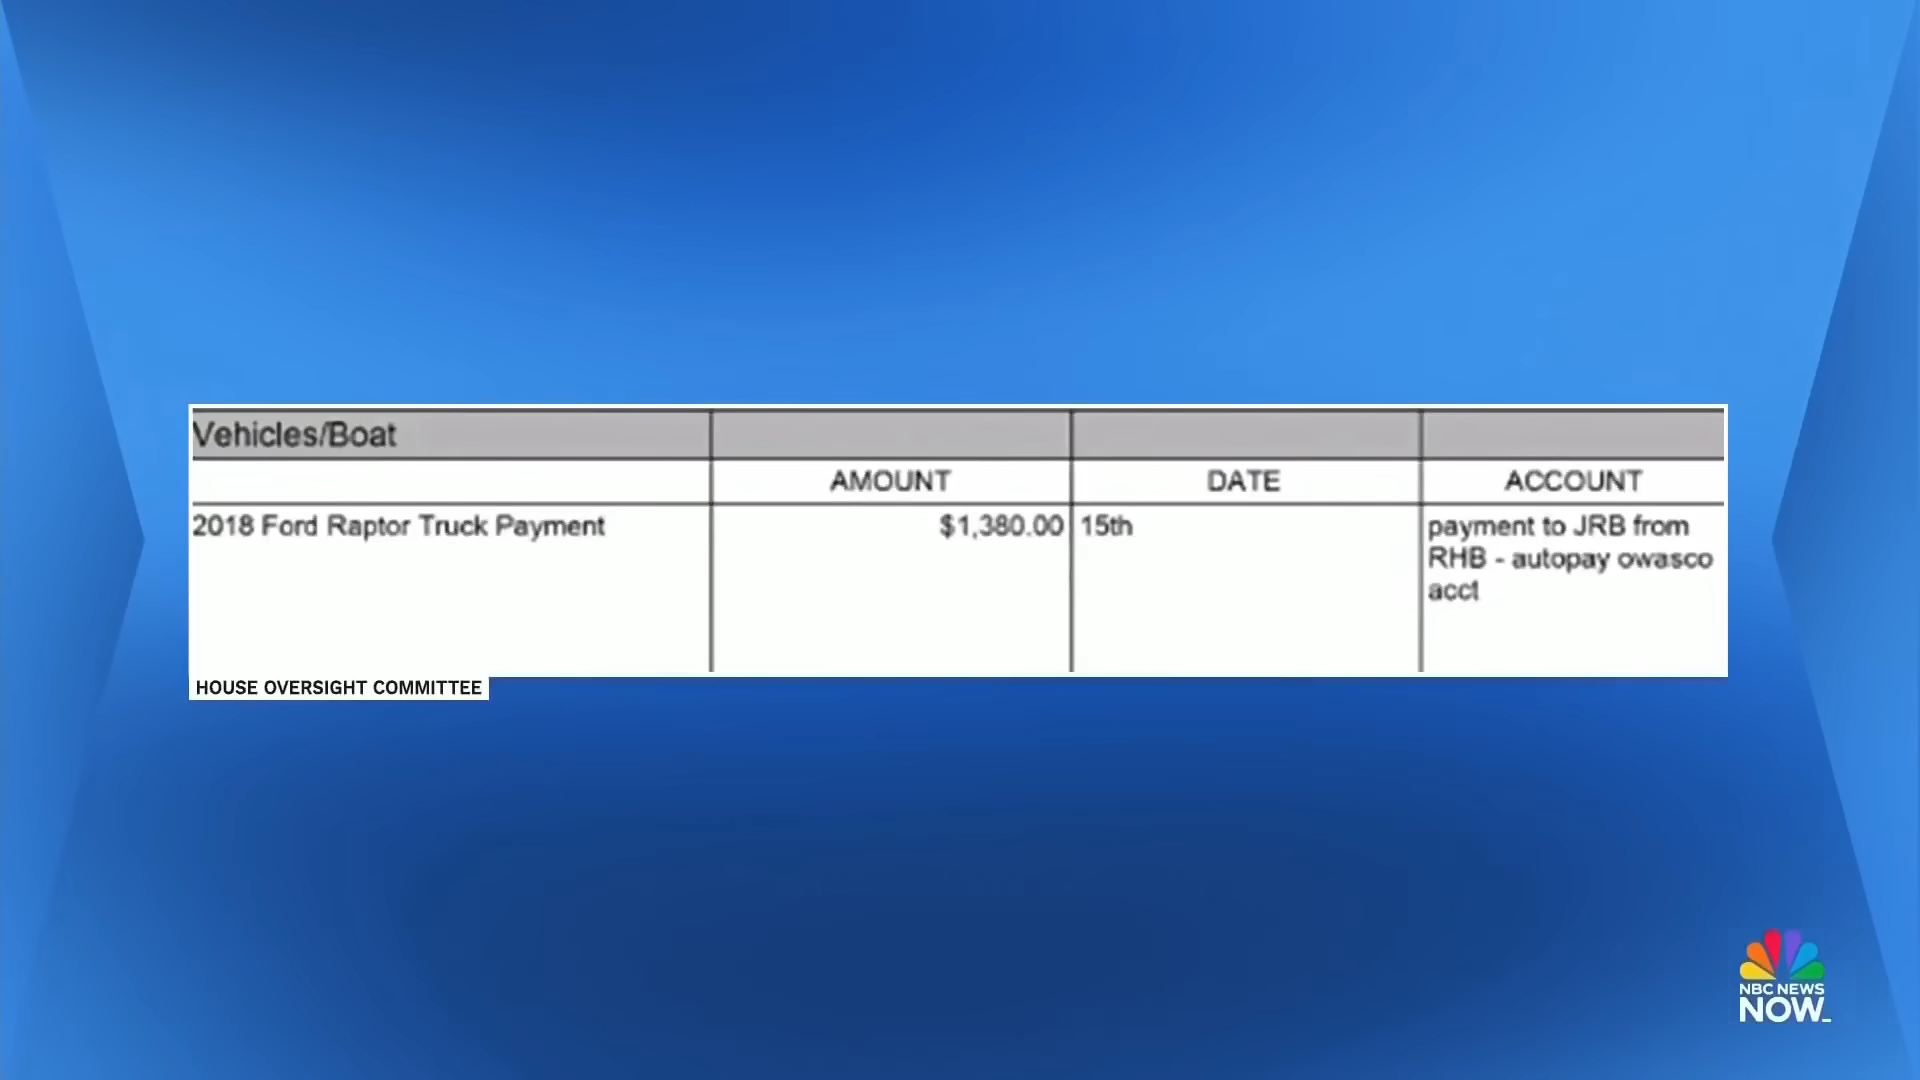 Vehicles/Boat
AMOUNT DATE ACCOUNT
2018 Ford Raptor Truck Payment $1,380.00 15th payment to JRB from
RHB - autopay owasco
acct
HOUSE OVERSIGHT COMMITTEE
NBC NEWS
NOW_